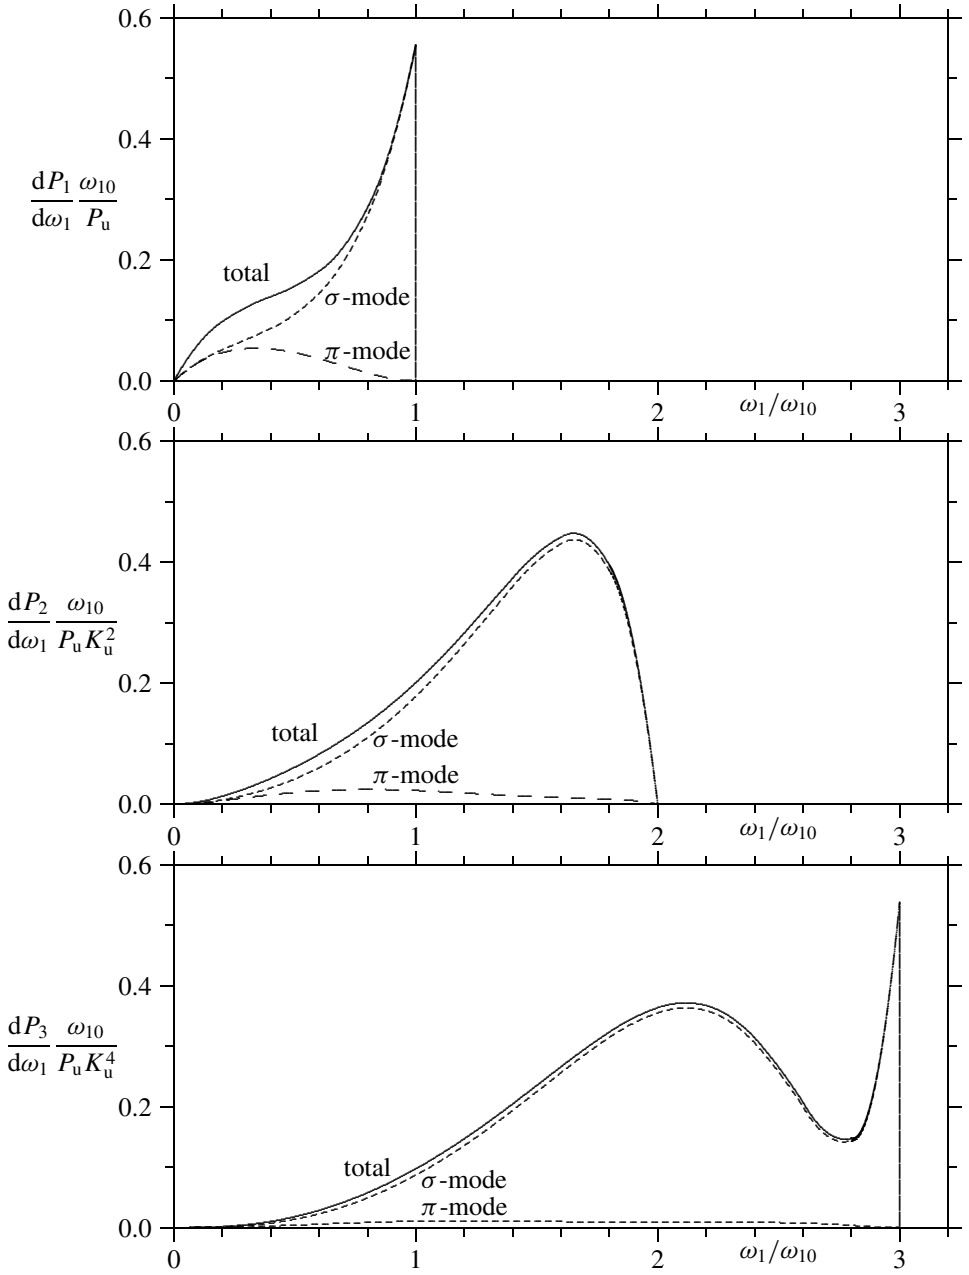 0.6
0.4
dP₁/dω₁ ω₁₀/Pᵤ
0.2
total
σ-mode
π-mode
0.0
0 1 2 ω₁/ω₁₀ 3
0.6
0.4
dP₂/dω₁ ω₁₀/PᵤKᵤ²
0.2
total
σ-mode
π-mode
0.0
0 1 2 ω₁/ω₁₀ 3
0.6
0.4
dP₃/dω₁ ω₁₀/PᵤKᵤ⁴
0.2
total
σ-mode
π-mode
0.0
0 1 2 ω₁/ω₁₀ 3